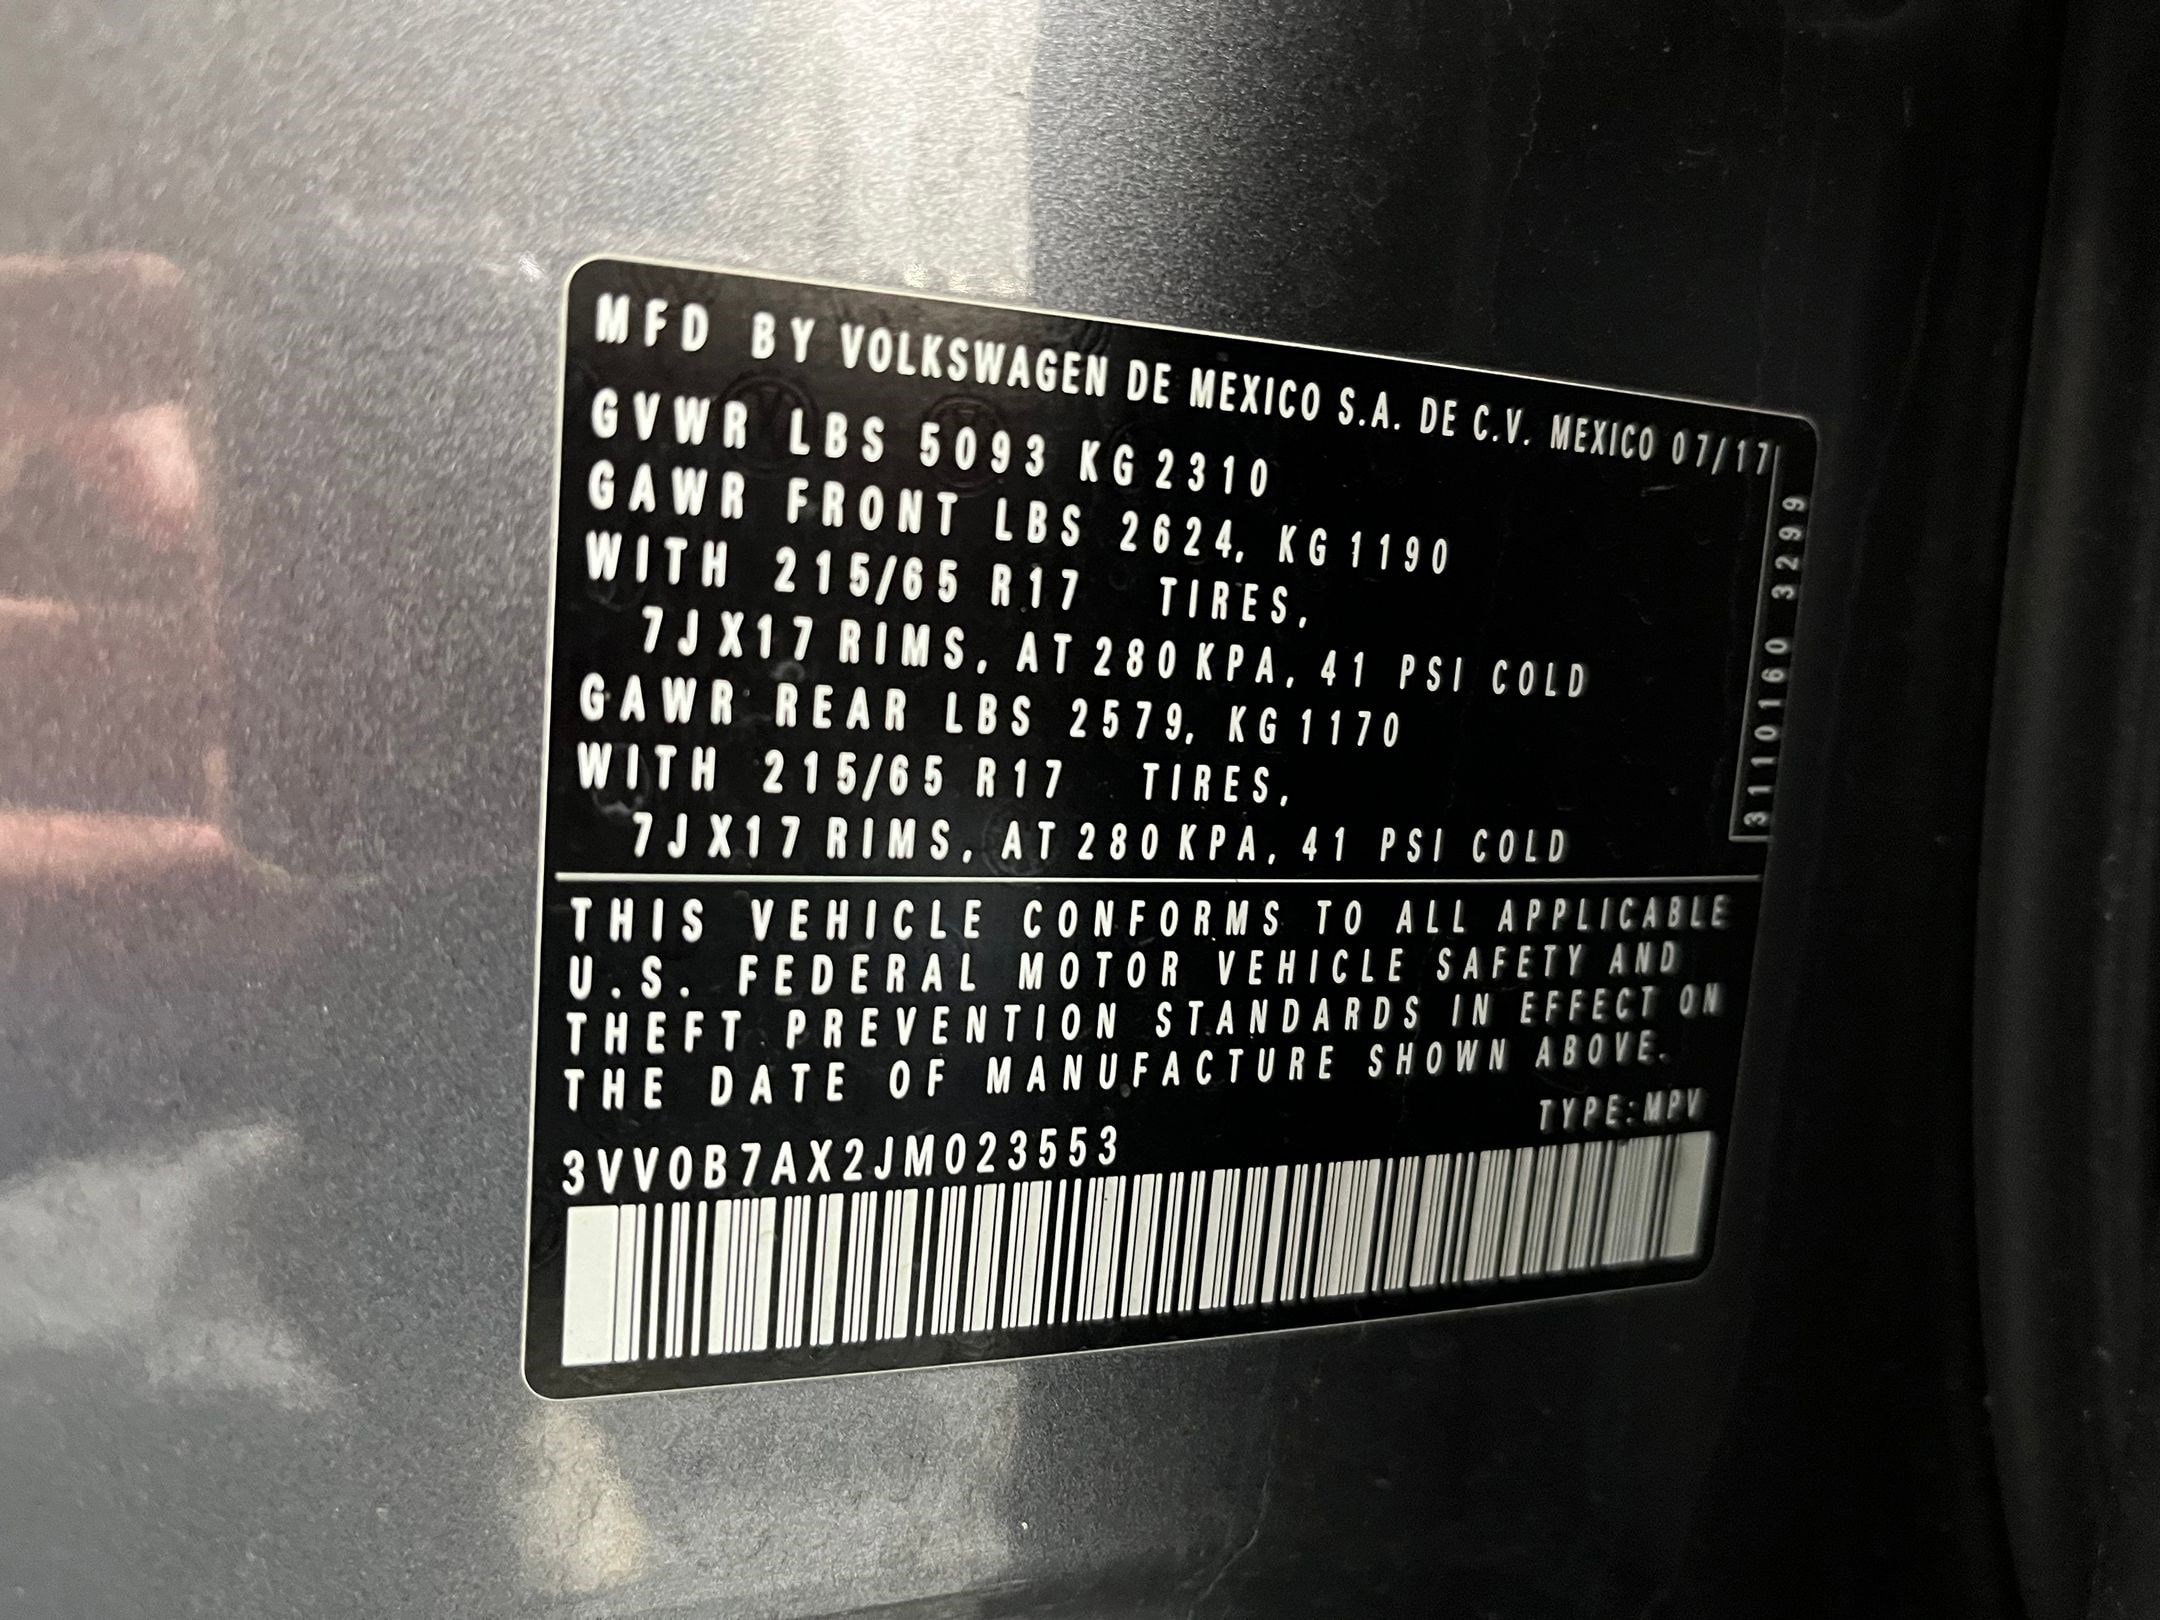 MFD BY VOLKSWAGEN DE MEXICO S.A. DE C.V. MEXICO 07/17
GVWR LBS 5093 KG 2310
GAWR FRONT LBS 2624, KG 1190
WITH 215/65 R17 TIRES,
7J X17 RIMS, AT 280 KPA, 41 PSI COLD
GAWR REAR LBS 2579, KG 1170
WITH 215/65 R17 TIRES,
7J X17 RIMS, AT 280 KPA, 41 PSI COLD
3110160 3299
THIS VEHICLE CONFORMS TO ALL APPLICABLE
U.S. FEDERAL MOTOR VEHICLE SAFETY AND
THEFT PREVENTION STANDARDS IN EFFECT ON
THE DATE OF MANUFACTURE SHOWN ABOVE.
TYPE:MPV
3VV0B7AX2JM023553